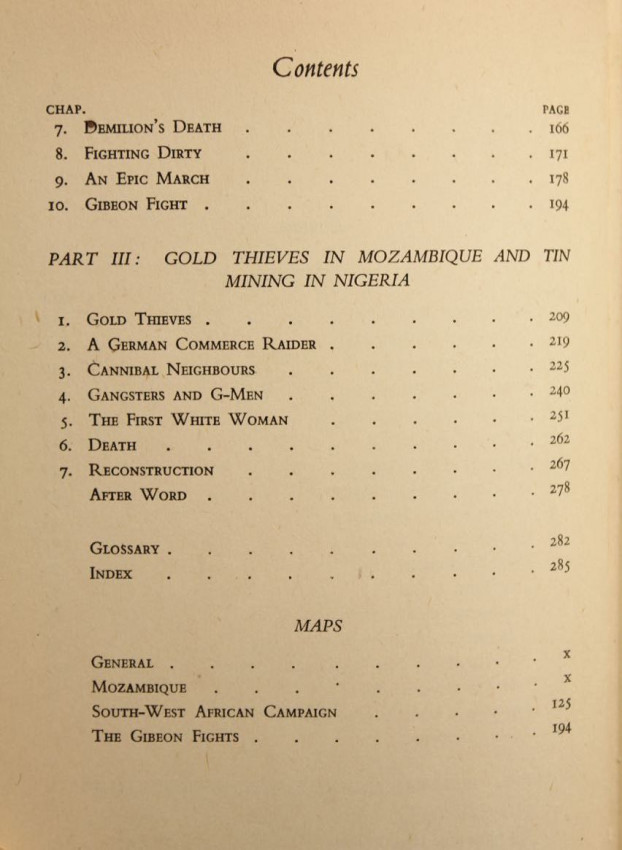 Contents
CHAP. PAGE
7. Demilion's Death . . . . . . . . 166
8. Fighting Dirty . . . . . . . . 171
9. An Epic March . . . . . . . . 178
10. Gibeon Fight . . . . . . . . . 194
PART III: GOLD THIEVES IN MOZAMBIQUE AND TIN
MINING IN NIGERIA
1. Gold Thieves . . . . . . . . . 209
2. A German Commerce Raider . . . . . . 219
3. Cannibal Neighbours . . . . . . . 225
4. Gangsters and G-Men . . . . . . . 240
5. The First White Woman . . . . . . 251
6. Death . . . . . . . . . . 262
7. Reconstruction . . . . . . . . 267
After Word . . . . . . . . . 278
Glossary . . . . . . . . . . 282
Index . . . . . . . . . . 285
MAPS
General . . . . . . . . . . x
Mozambique . . . . . . . . . x
South-West African Campaign . . . . . 125
The Gibeon Fights . . . . . . . . 194